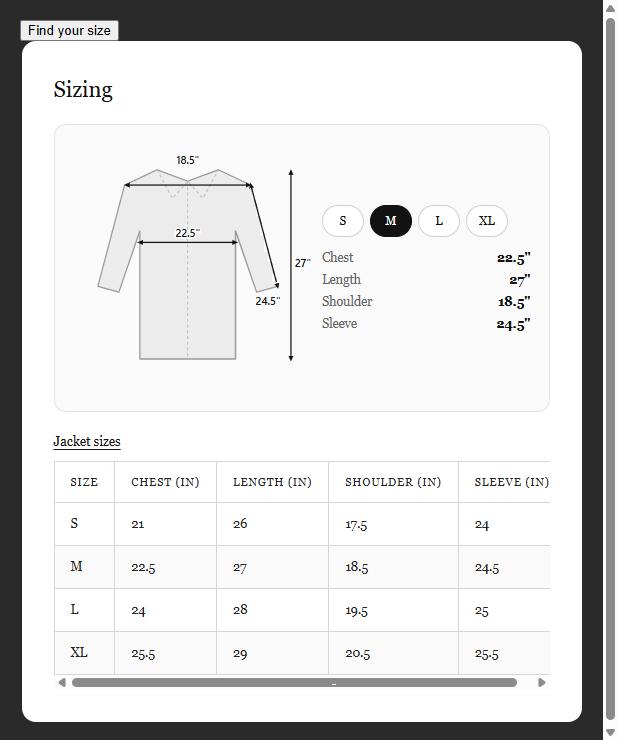 Find your size
Sizing
18.5"
22.5"
27"
24.5"
S M L XL
Chest 22.5"
Length 27"
Shoulder 18.5"
Sleeve 24.5"
Jacket sizes
SIZE CHEST (IN) LENGTH (IN) SHOULDER (IN) SLEEVE (IN)
S 21 26 17.5 24
M 22.5 27 18.5 24.5
L 24 28 19.5 25
XL 25.5 29 20.5 25.5